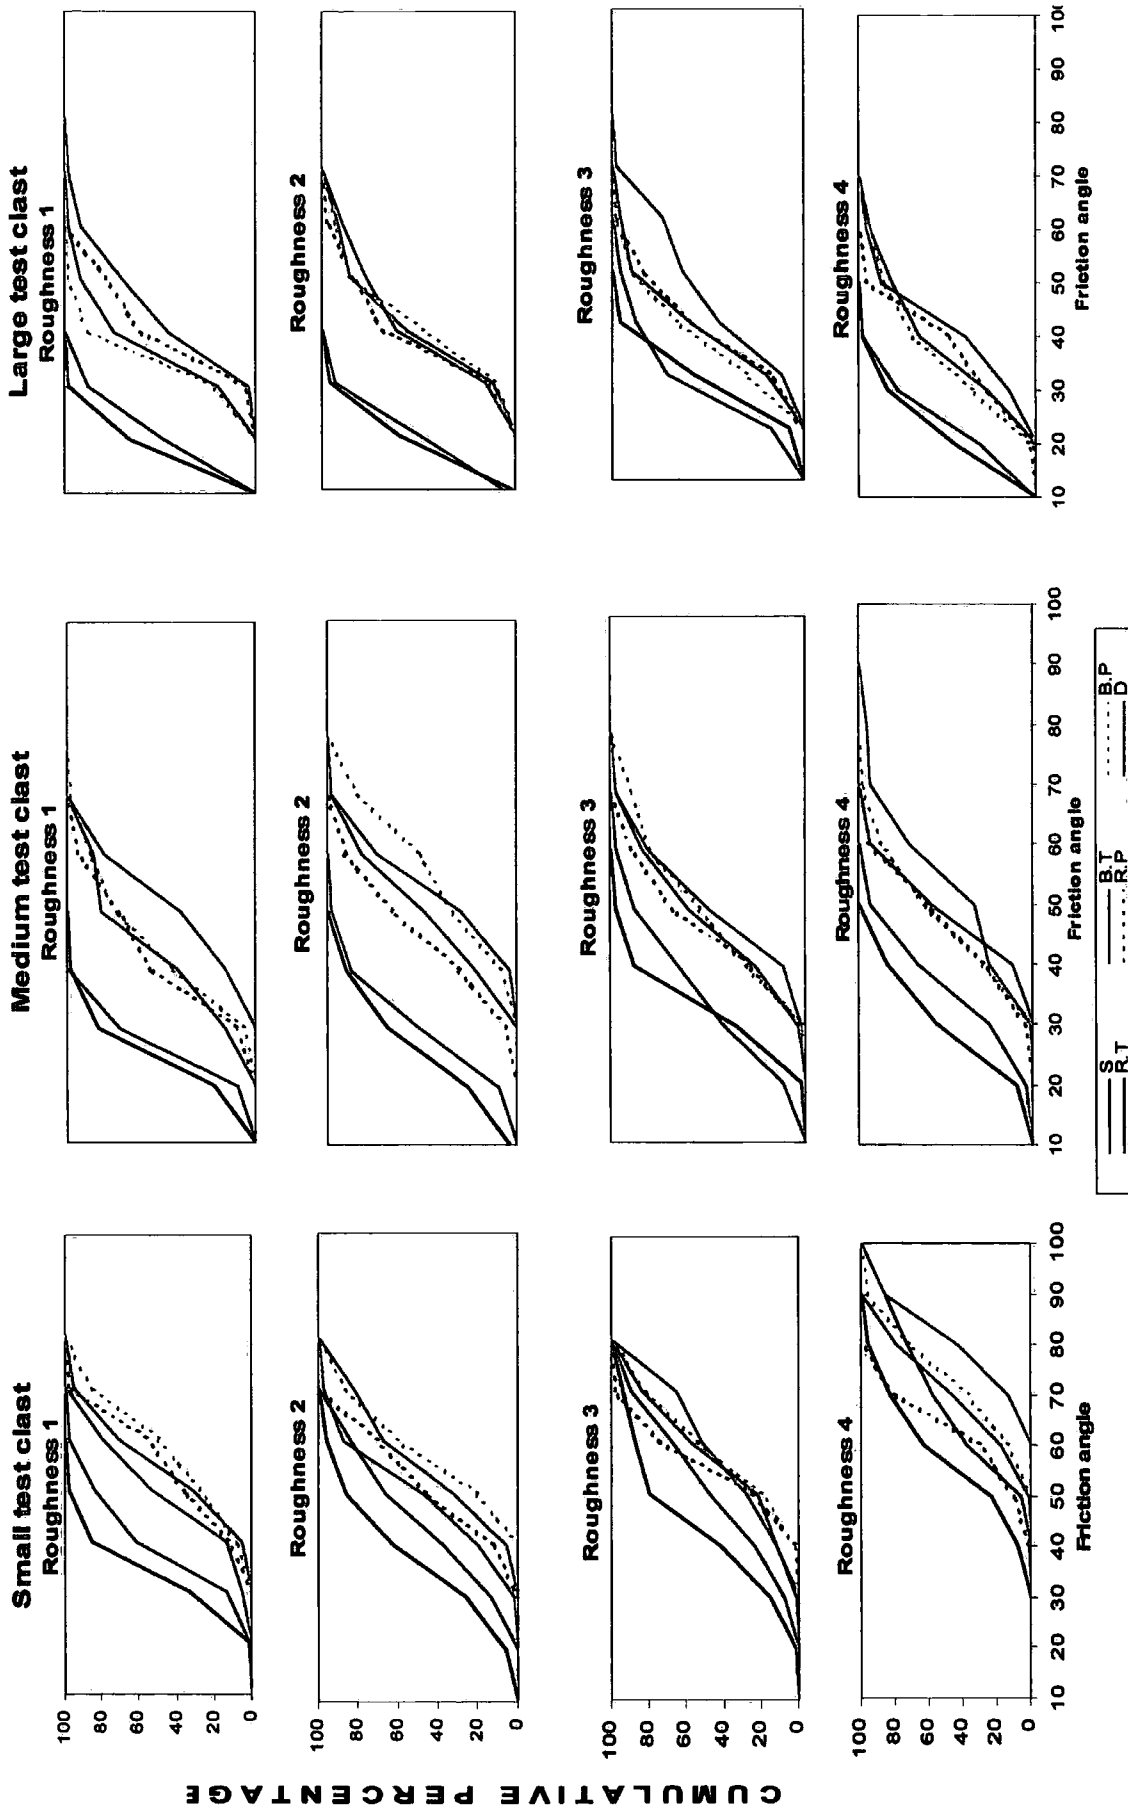 Small test clast
Medium test clast
Large test clast
Roughness 1
Roughness 1
Roughness 1
100
80
60
40
20
0
Roughness 2
Roughness 2
Roughness 2
100
80
60
40
20
0
CUMULATIVE PERCENTAGE
Roughness 3
Roughness 3
Roughness 3
100
80
60
40
20
0
Roughness 4
Roughness 4
Roughness 4
100
80
60
40
20
0
10 20 30 40 50 60 70 80 90 100
10 20 30 40 50 60 70 80 90 100
10 20 30 40 50 60 70 80 90
Friction angle
Friction angle
Friction angle
S B.T B.P
R.T R.P D